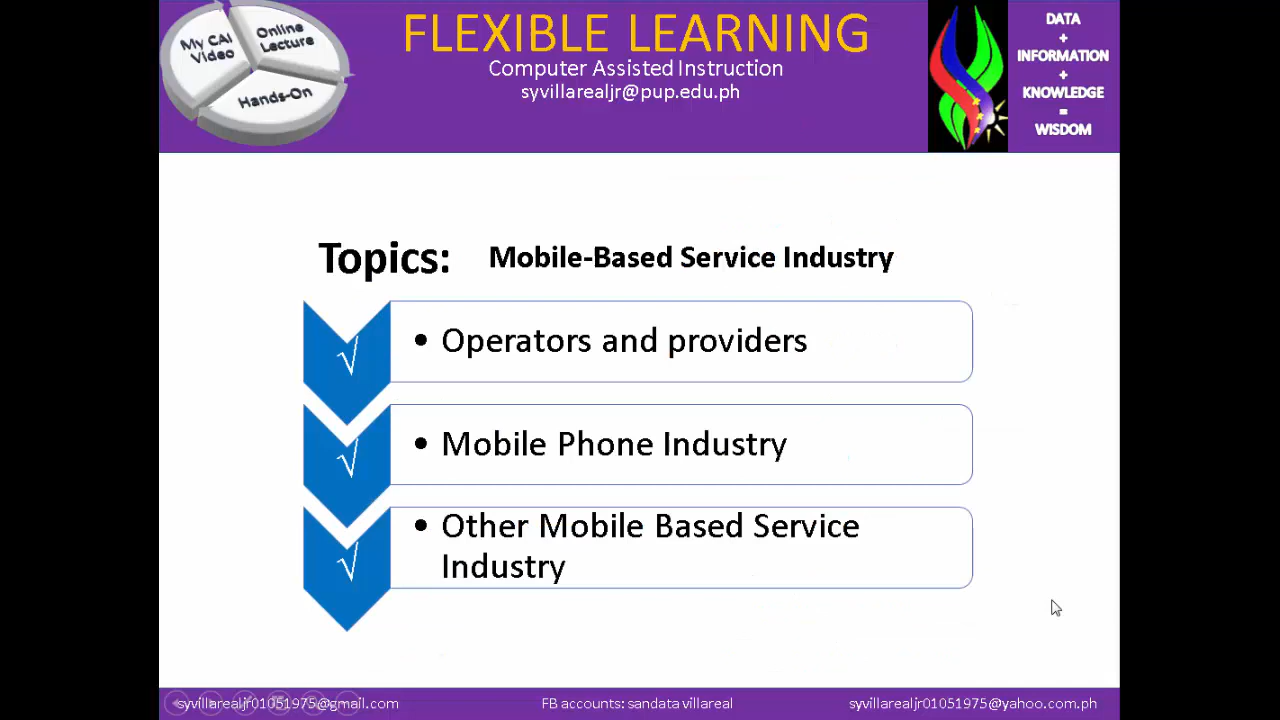 My CAI
Video
Online
Lecture
Hands-On
FLEXIBLE LEARNING
Computer Assisted Instruction
syvillarealjr@pup.edu.ph
DATA
+
INFORMATION
+
KNOWLEDGE
=
WISDOM
Topics: Mobile-Based Service Industry
√ • Operators and providers
√ • Mobile Phone Industry
√ • Other Mobile Based Service
Industry
syvillarealjr01051975@gmail.com FB accounts: sandata villareal syvillarealjr01051975@yahoo.com.ph